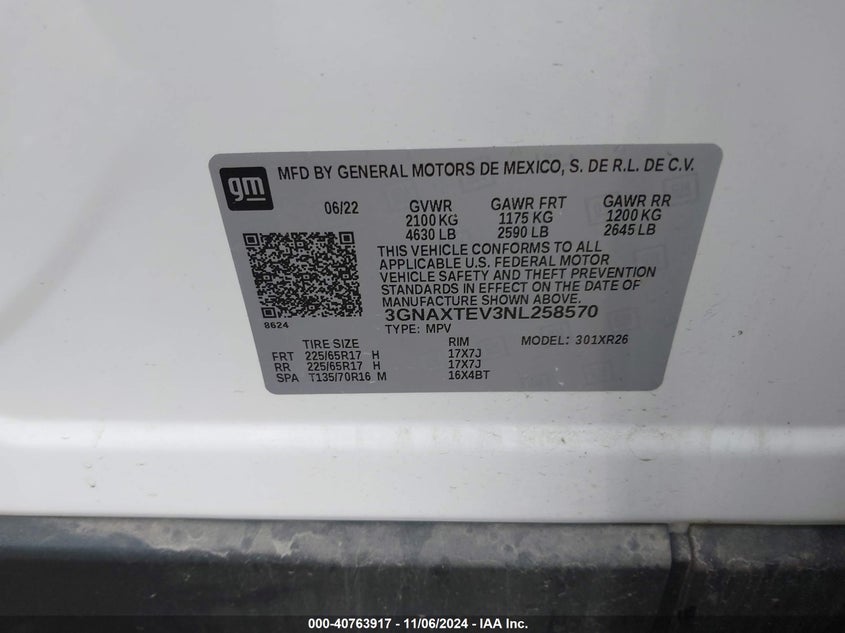 gm
MFD BY GENERAL MOTORS DE MEXICO, S. DE R.L. DE C.V.
06/22 GVWR GAWR FRT GAWR RR
2100 KG 1175 KG 1200 KG
4630 LB 2590 LB 2645 LB
THIS VEHICLE CONFORMS TO ALL
APPLICABLE U.S. FEDERAL MOTOR
VEHICLE SAFETY AND THEFT PREVENTION
STANDARDS IN EFFECT ON THE DATE OF
MANUFACTURE SHOWN ABOVE.
3GNAXTEV3NL258570
8624
TYPE: MPV
TIRE SIZE RIM MODEL: 301XR26
FRT 225/65R17 H 17X7J
RR 225/65R17 H 17X7J
SPA T135/70R16 M 16X4BT
000-40763917 - 11/06/2024 - IAA Inc.